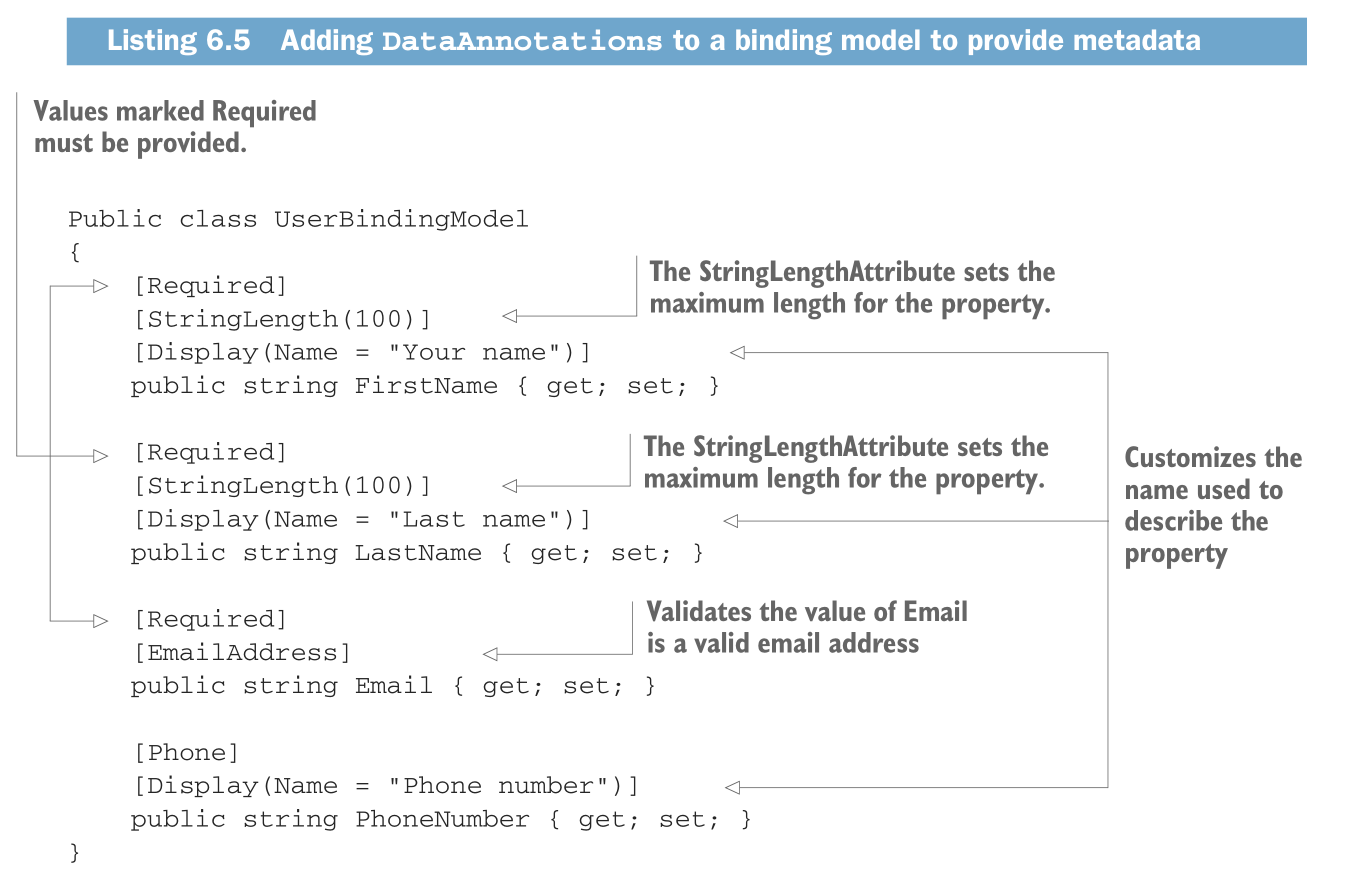 Listing 6.5 Adding DataAnnotations to a binding model to provide metadata
Values marked Required
must be provided.
Public class UserBindingModel
{
[Required]
[StringLength(100)]
The StringLengthAttribute sets the
maximum length for the property.
[Display(Name = "Your name")]
public string FirstName { get; set; }
[Required]
[StringLength(100)]
The StringLengthAttribute sets the
maximum length for the property.
[Display(Name = "Last name")]
public string LastName { get; set; }
Customizes the
name used to
describe the
property
[Required]
[EmailAddress]
Validates the value of Email
is a valid email address
public string Email { get; set; }
[Phone]
[Display(Name = "Phone number")]
public string PhoneNumber { get; set; }
}